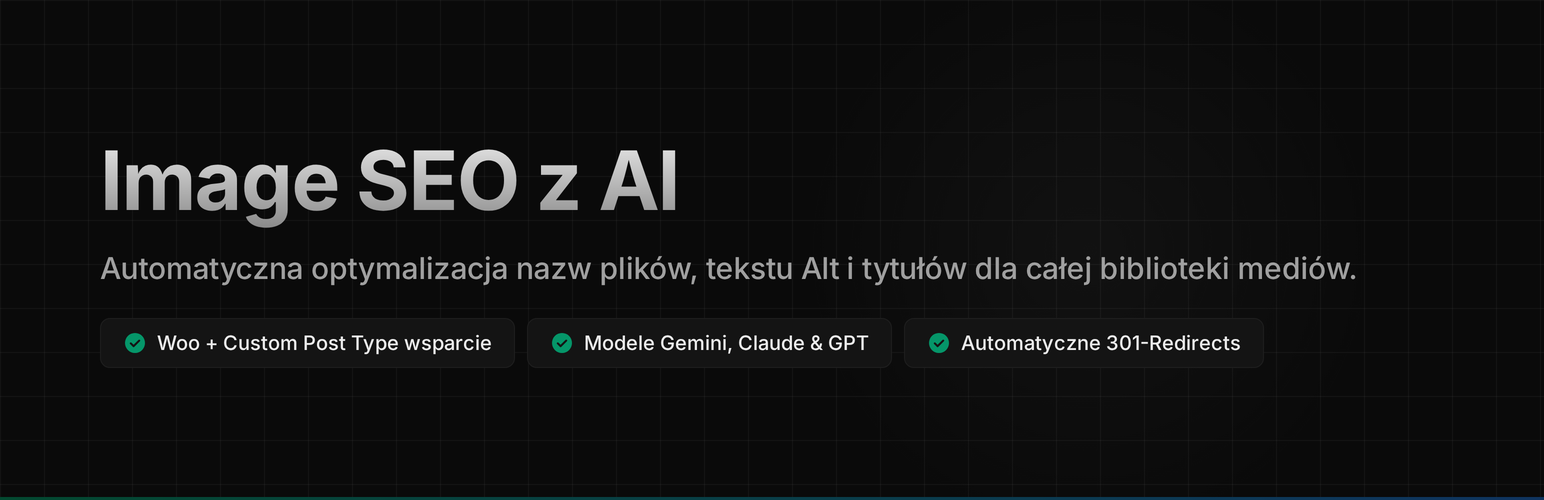 Image SEO z AI
Automatyczna optymalizacja nazw plików, tekstu Alt i tytułów dla całej biblioteki mediów.
Woo + Custom Post Type wsparcie
Modele Gemini, Claude & GPT
Automatyczne 301-Redirects